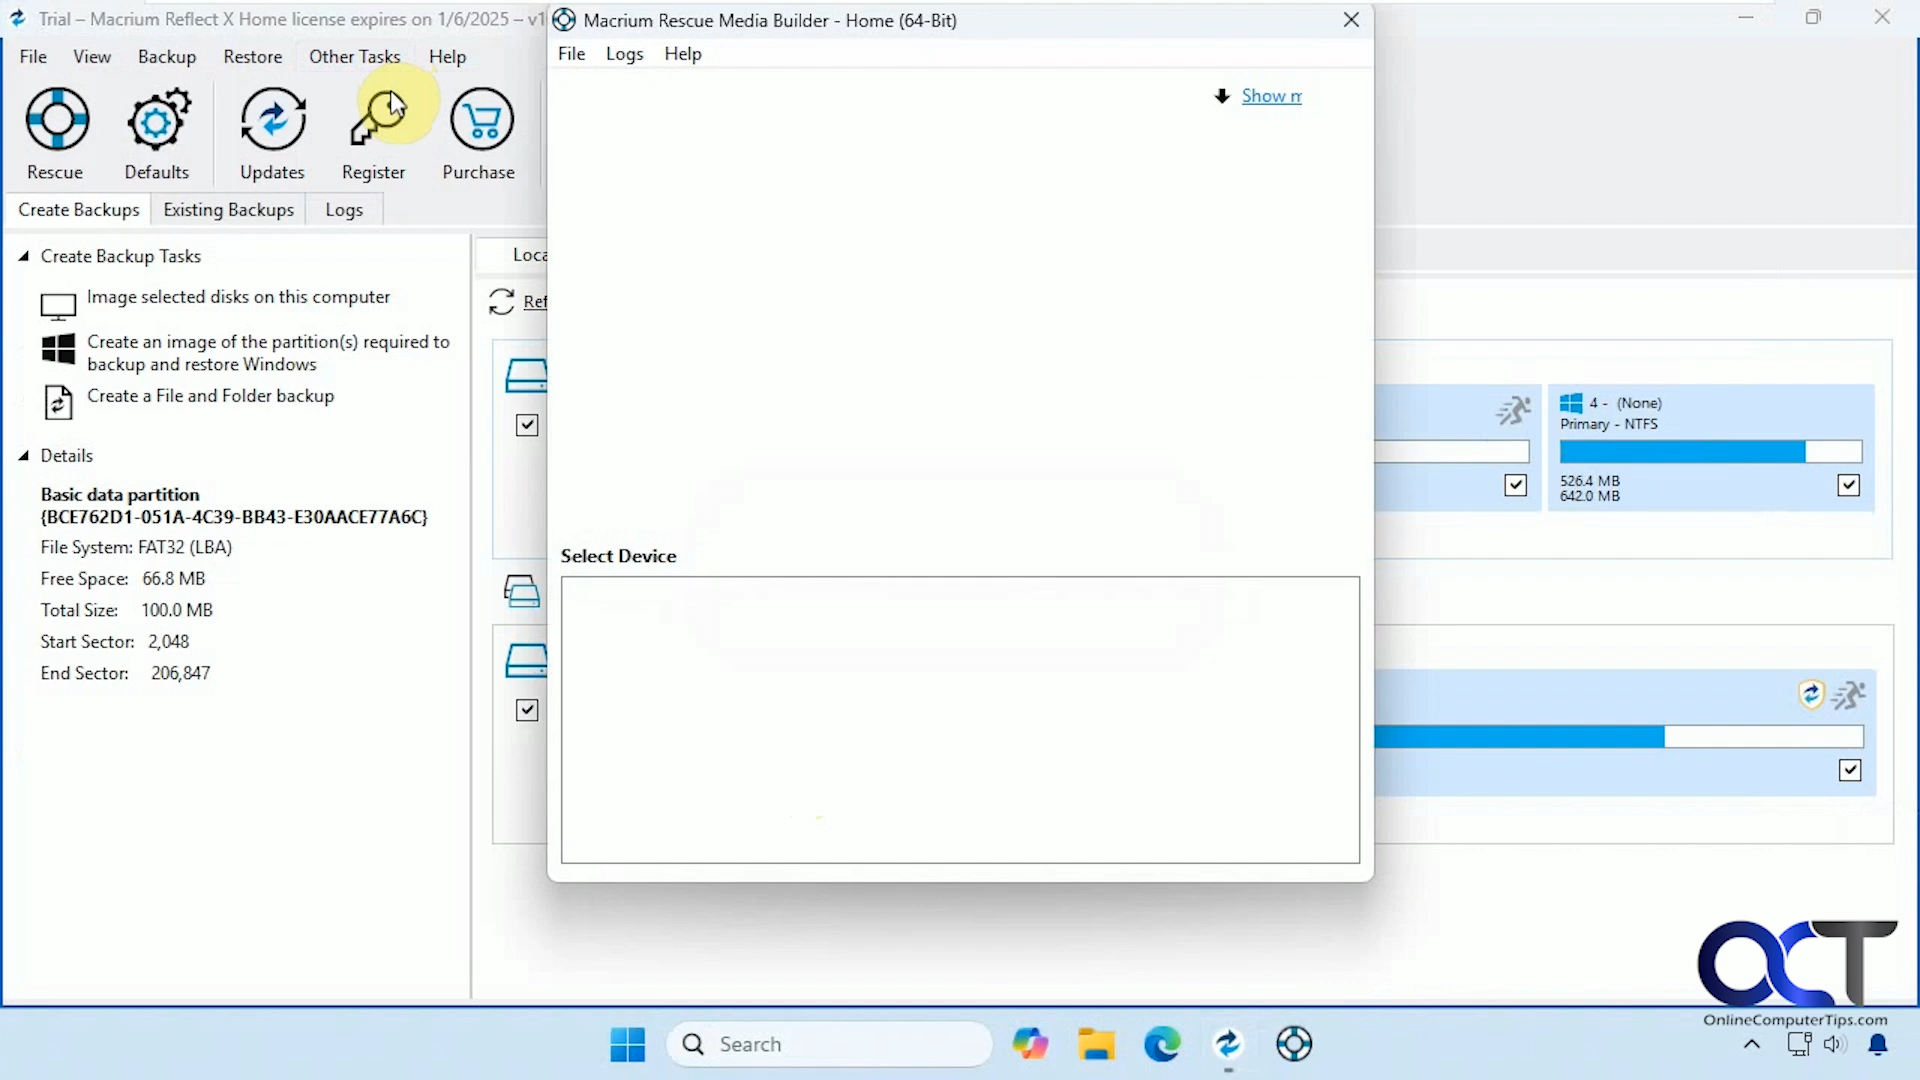 Trial – Macrium Reflect X Home license expires on 1/6/2025 – v1
File View Backup Restore Other Tasks Help
Rescue Defaults Updates Register Purchase
Create Backups Existing Backups Logs
Create Backup Tasks
Image selected disks on this computer
Create an image of the partition(s) required to
backup and restore Windows
Create a File and Folder backup
Details
Basic data partition
{BCE762D1-051A-4C39-BB43-E30AACE77A6C}
File System: FAT32 (LBA)
Free Space: 66.8 MB
Total Size: 100.0 MB
Start Sector: 2,048
End Sector: 206,847
Loca
Ref
Macrium Rescue Media Builder - Home (64-Bit)
File Logs Help
Show m
Select Device
4 - (None)
Primary - NTFS
526.4 MB
642.0 MB
OCT
OnlineComputerTips.com
Search